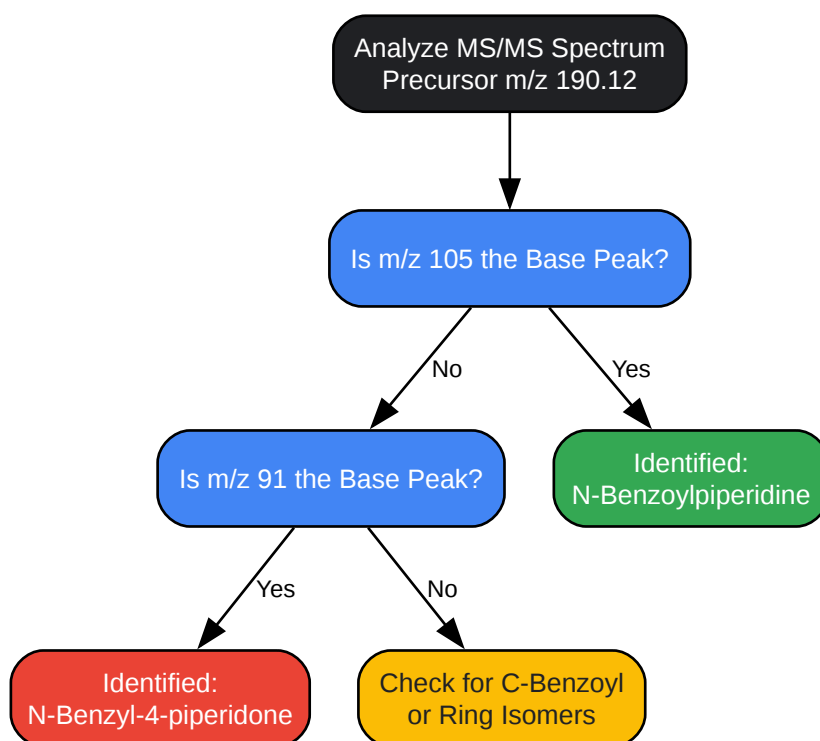 Analyze MS/MS Spectrum
Precursor m/z 190.12
Is m/z 105 the Base Peak?
No
Yes
Is m/z 91 the Base Peak?
Identified:
N-Benzoylpiperidine
Yes
No
Identified:
N-Benzyl-4-piperidone
Check for C-Benzoyl
or Ring Isomers